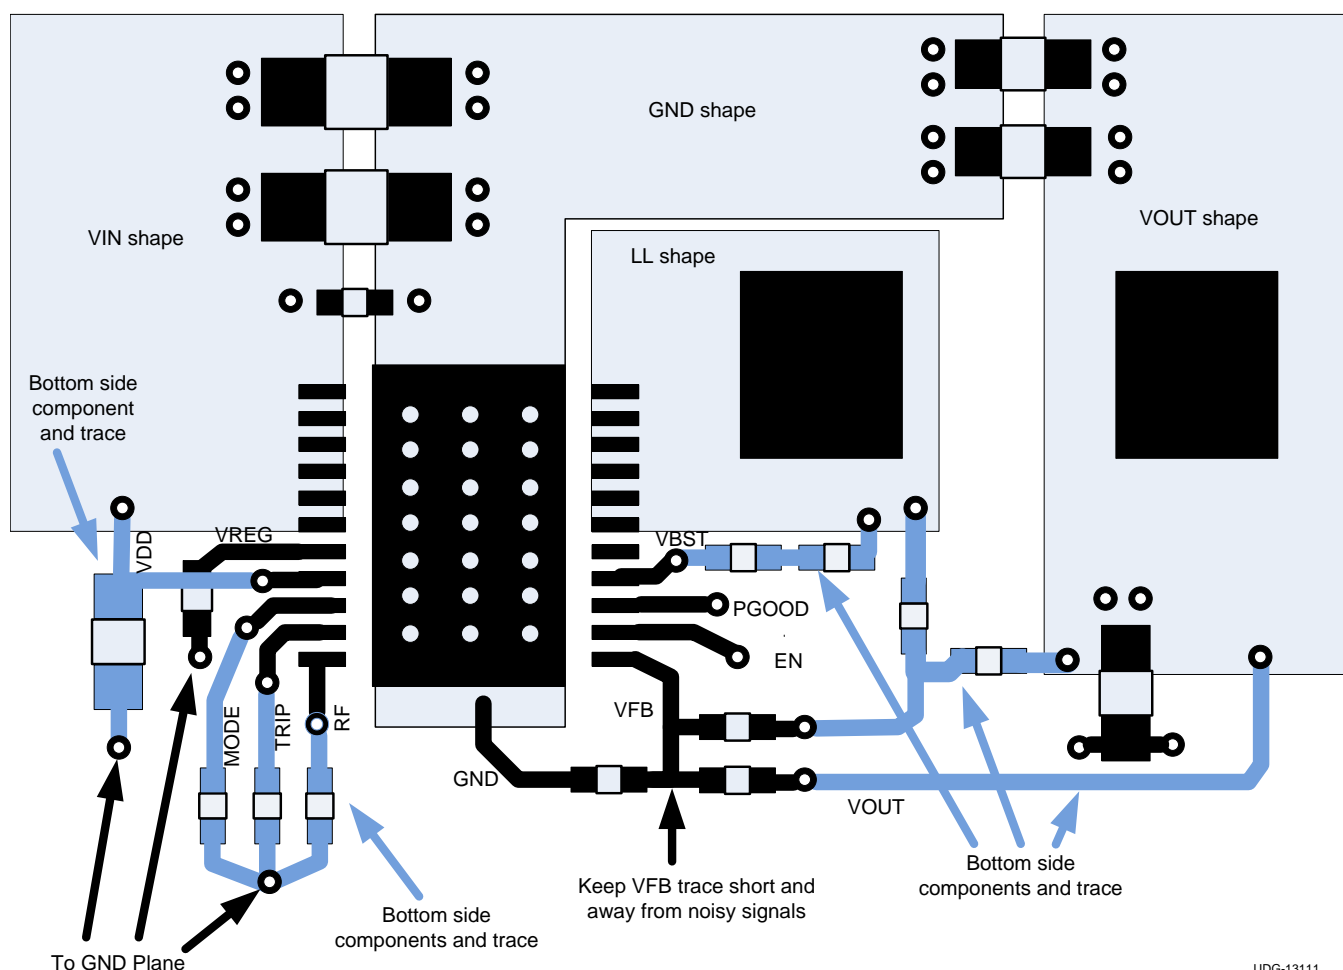 GND shape
VIN shape
VOUT shape
LL shape
Bottom side
component
and trace
VDD
VREG
VBST
PGOOD
EN
MODE
TRIP
RF
VFB
GND
VOUT
Keep VFB trace short and
away from noisy signals
Bottom side
components and trace
Bottom side
components and trace
To GND Plane
UDG-13111